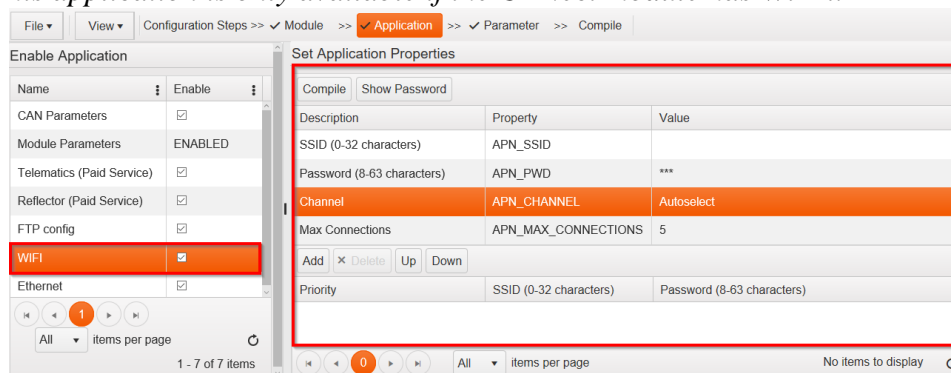 File View Configuration Steps >> ✓ Module >> ✓ Application >> ✓ Parameter >> Compile
Enable Application
Name Enable
CAN Parameters
Module Parameters ENABLED
Telematics (Paid Service)
Reflector (Paid Service)
FTP config
WIFI
Ethernet
1
All items per page
1 - 7 of 7 items
Set Application Properties
Compile Show Password
Description Property Value
SSID (0-32 characters) APN_SSID
Password (8-63 characters) APN_PWD ***
Channel APN_CHANNEL Autoselect
Max Connections APN_MAX_CONNECTIONS 5
Add × Delete Up Down
Priority SSID (0-32 characters) Password (8-63 characters)
0 All items per page No items to display